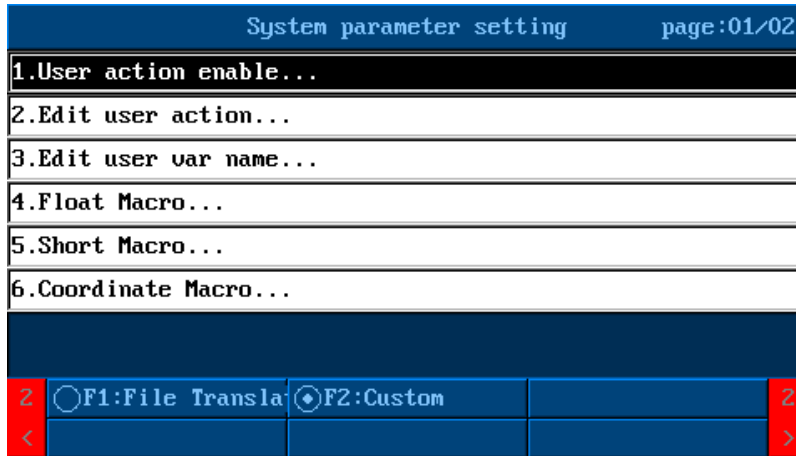 System parameter setting page:01/02
1.User action enable...
2.Edit user action...
3.Edit user var name...
4.Float Macro...
5.Short Macro...
6.Coordinate Macro...
2 F1:File Transla F2:Custom 2
< >